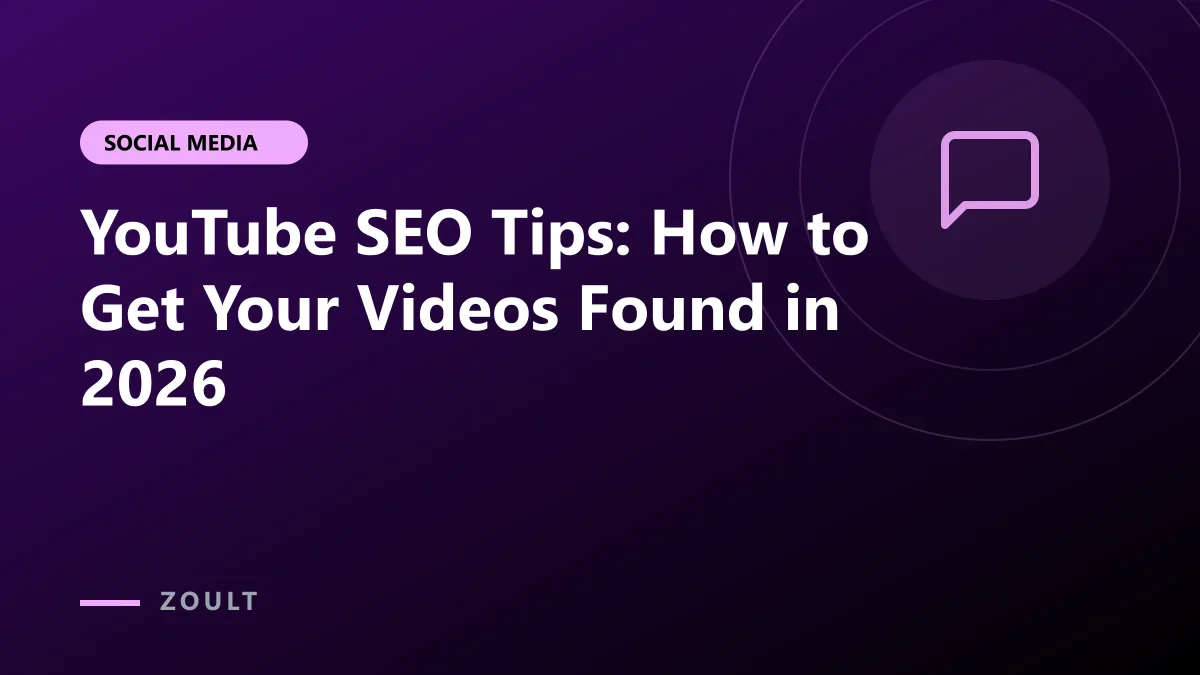 SOCIAL MEDIA
YouTube SEO Tips: How to
Get Your Videos Found in
2026
ZOULT